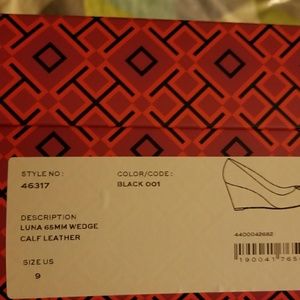 STYLE NO:
46317
COLOR/CODE:
BLACK 001
DESCRIPTION
LUNA 65MM WEDGE
CALF LEATHER
4400042682
SIZE US
9